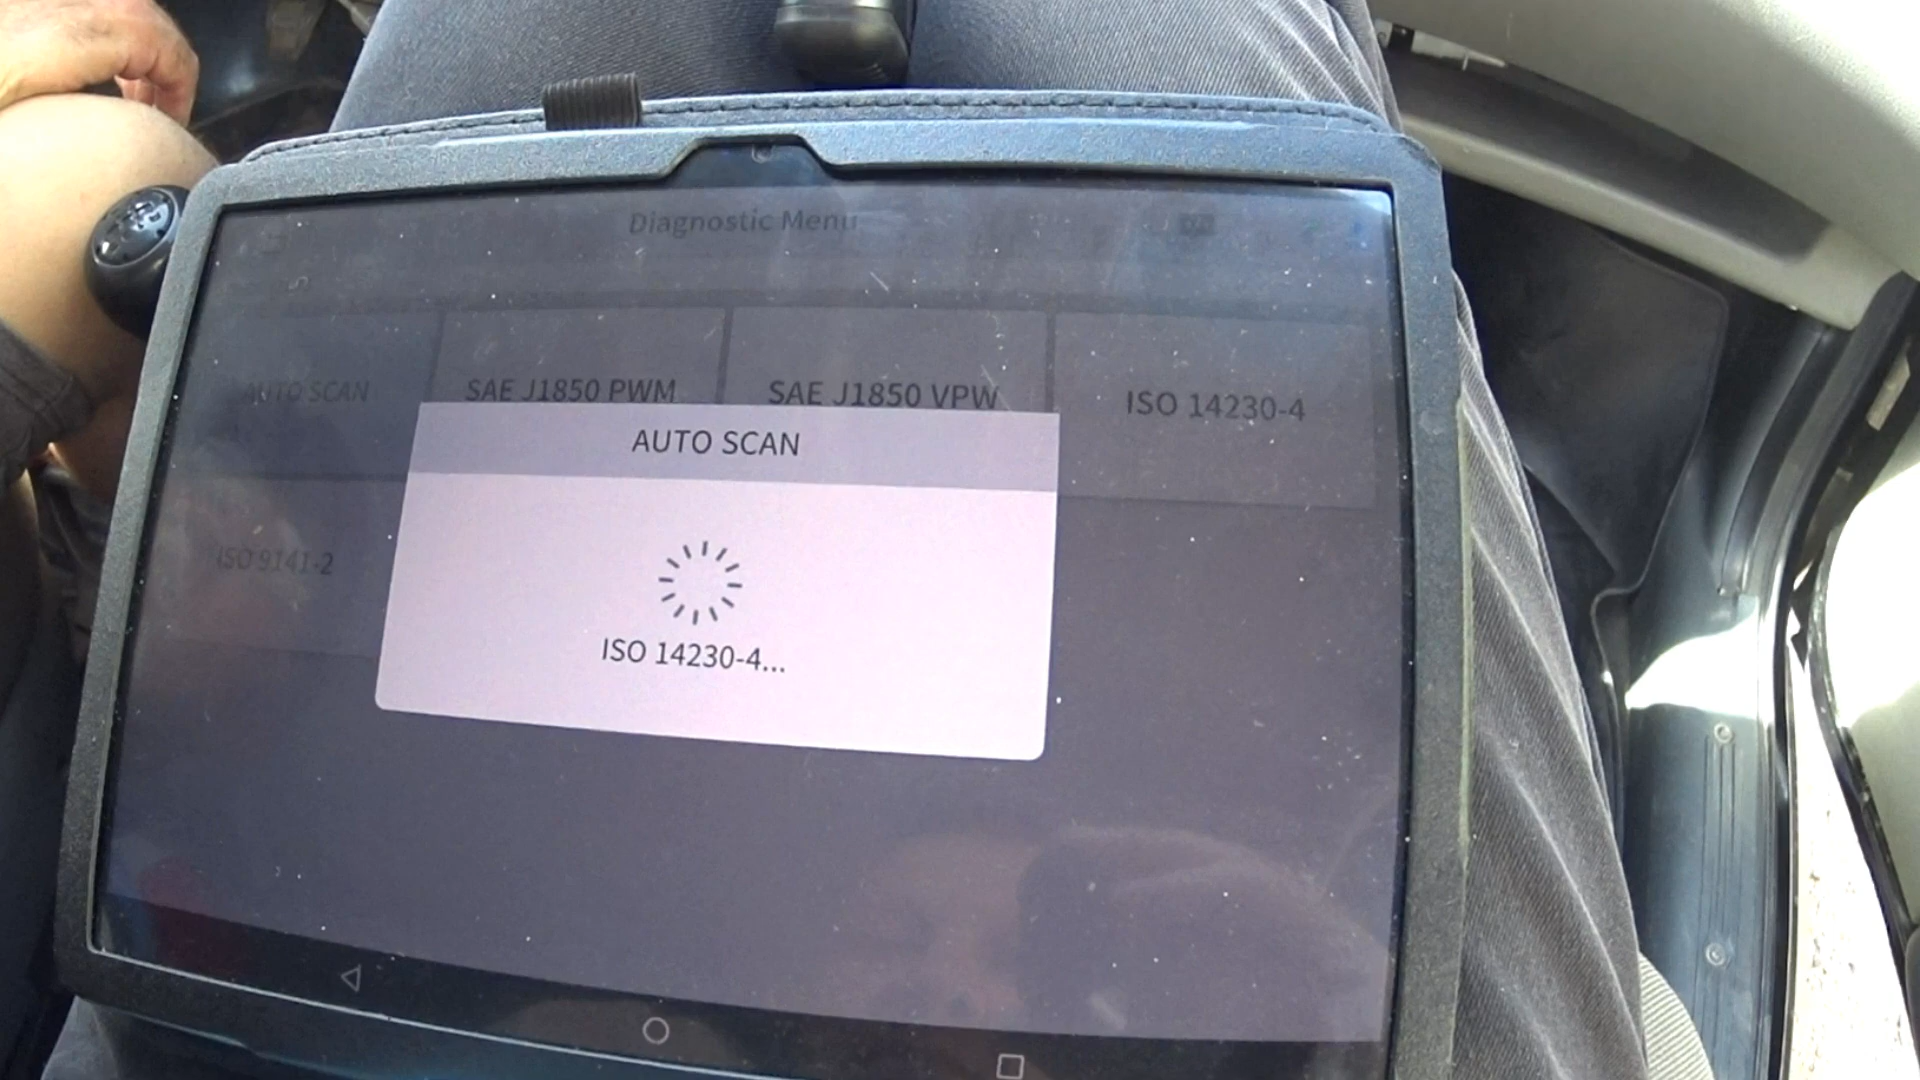 Diagnostic Menu
AUTO SCAN
SAE J1850 PWM
SAE J1850 VPW
ISO 14230-4
AUTO SCAN
ISO 9141-2
ISO 14230-4...